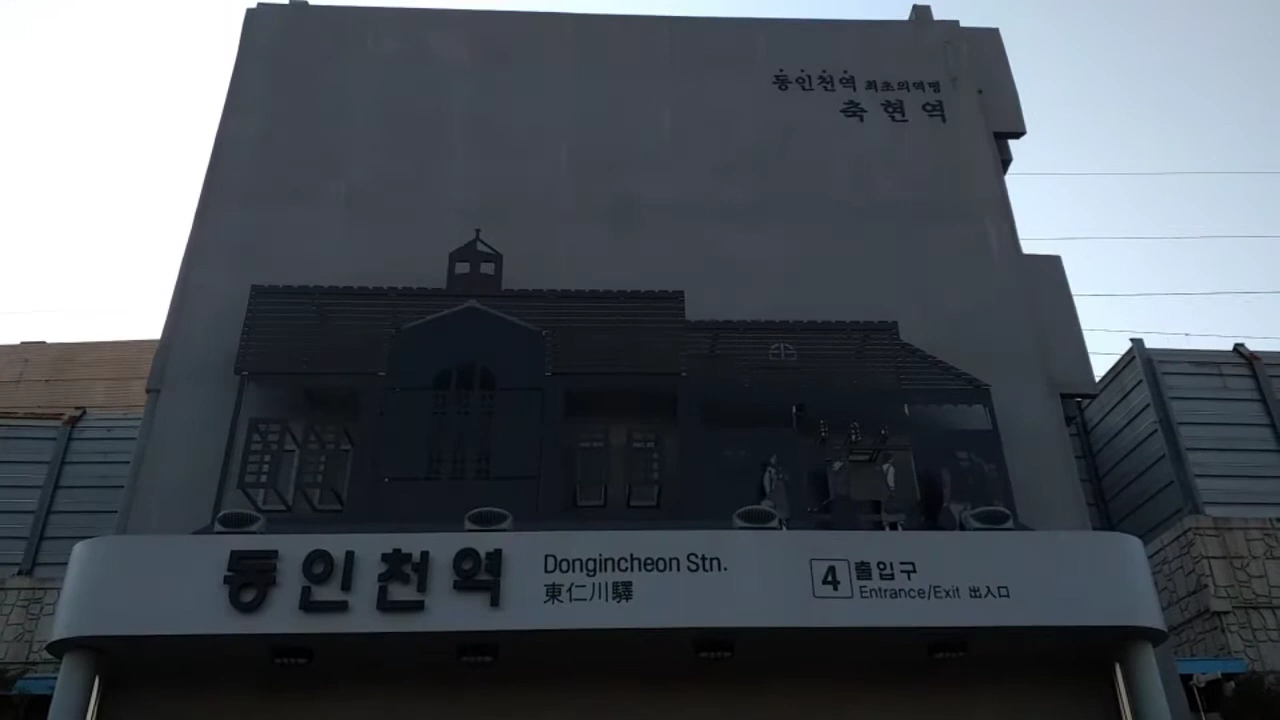 동인천역 최초의역명
축현역
동인천역
Dongincheon Stn.
東仁川驛
4 출입구
Entrance/Exit 出入口